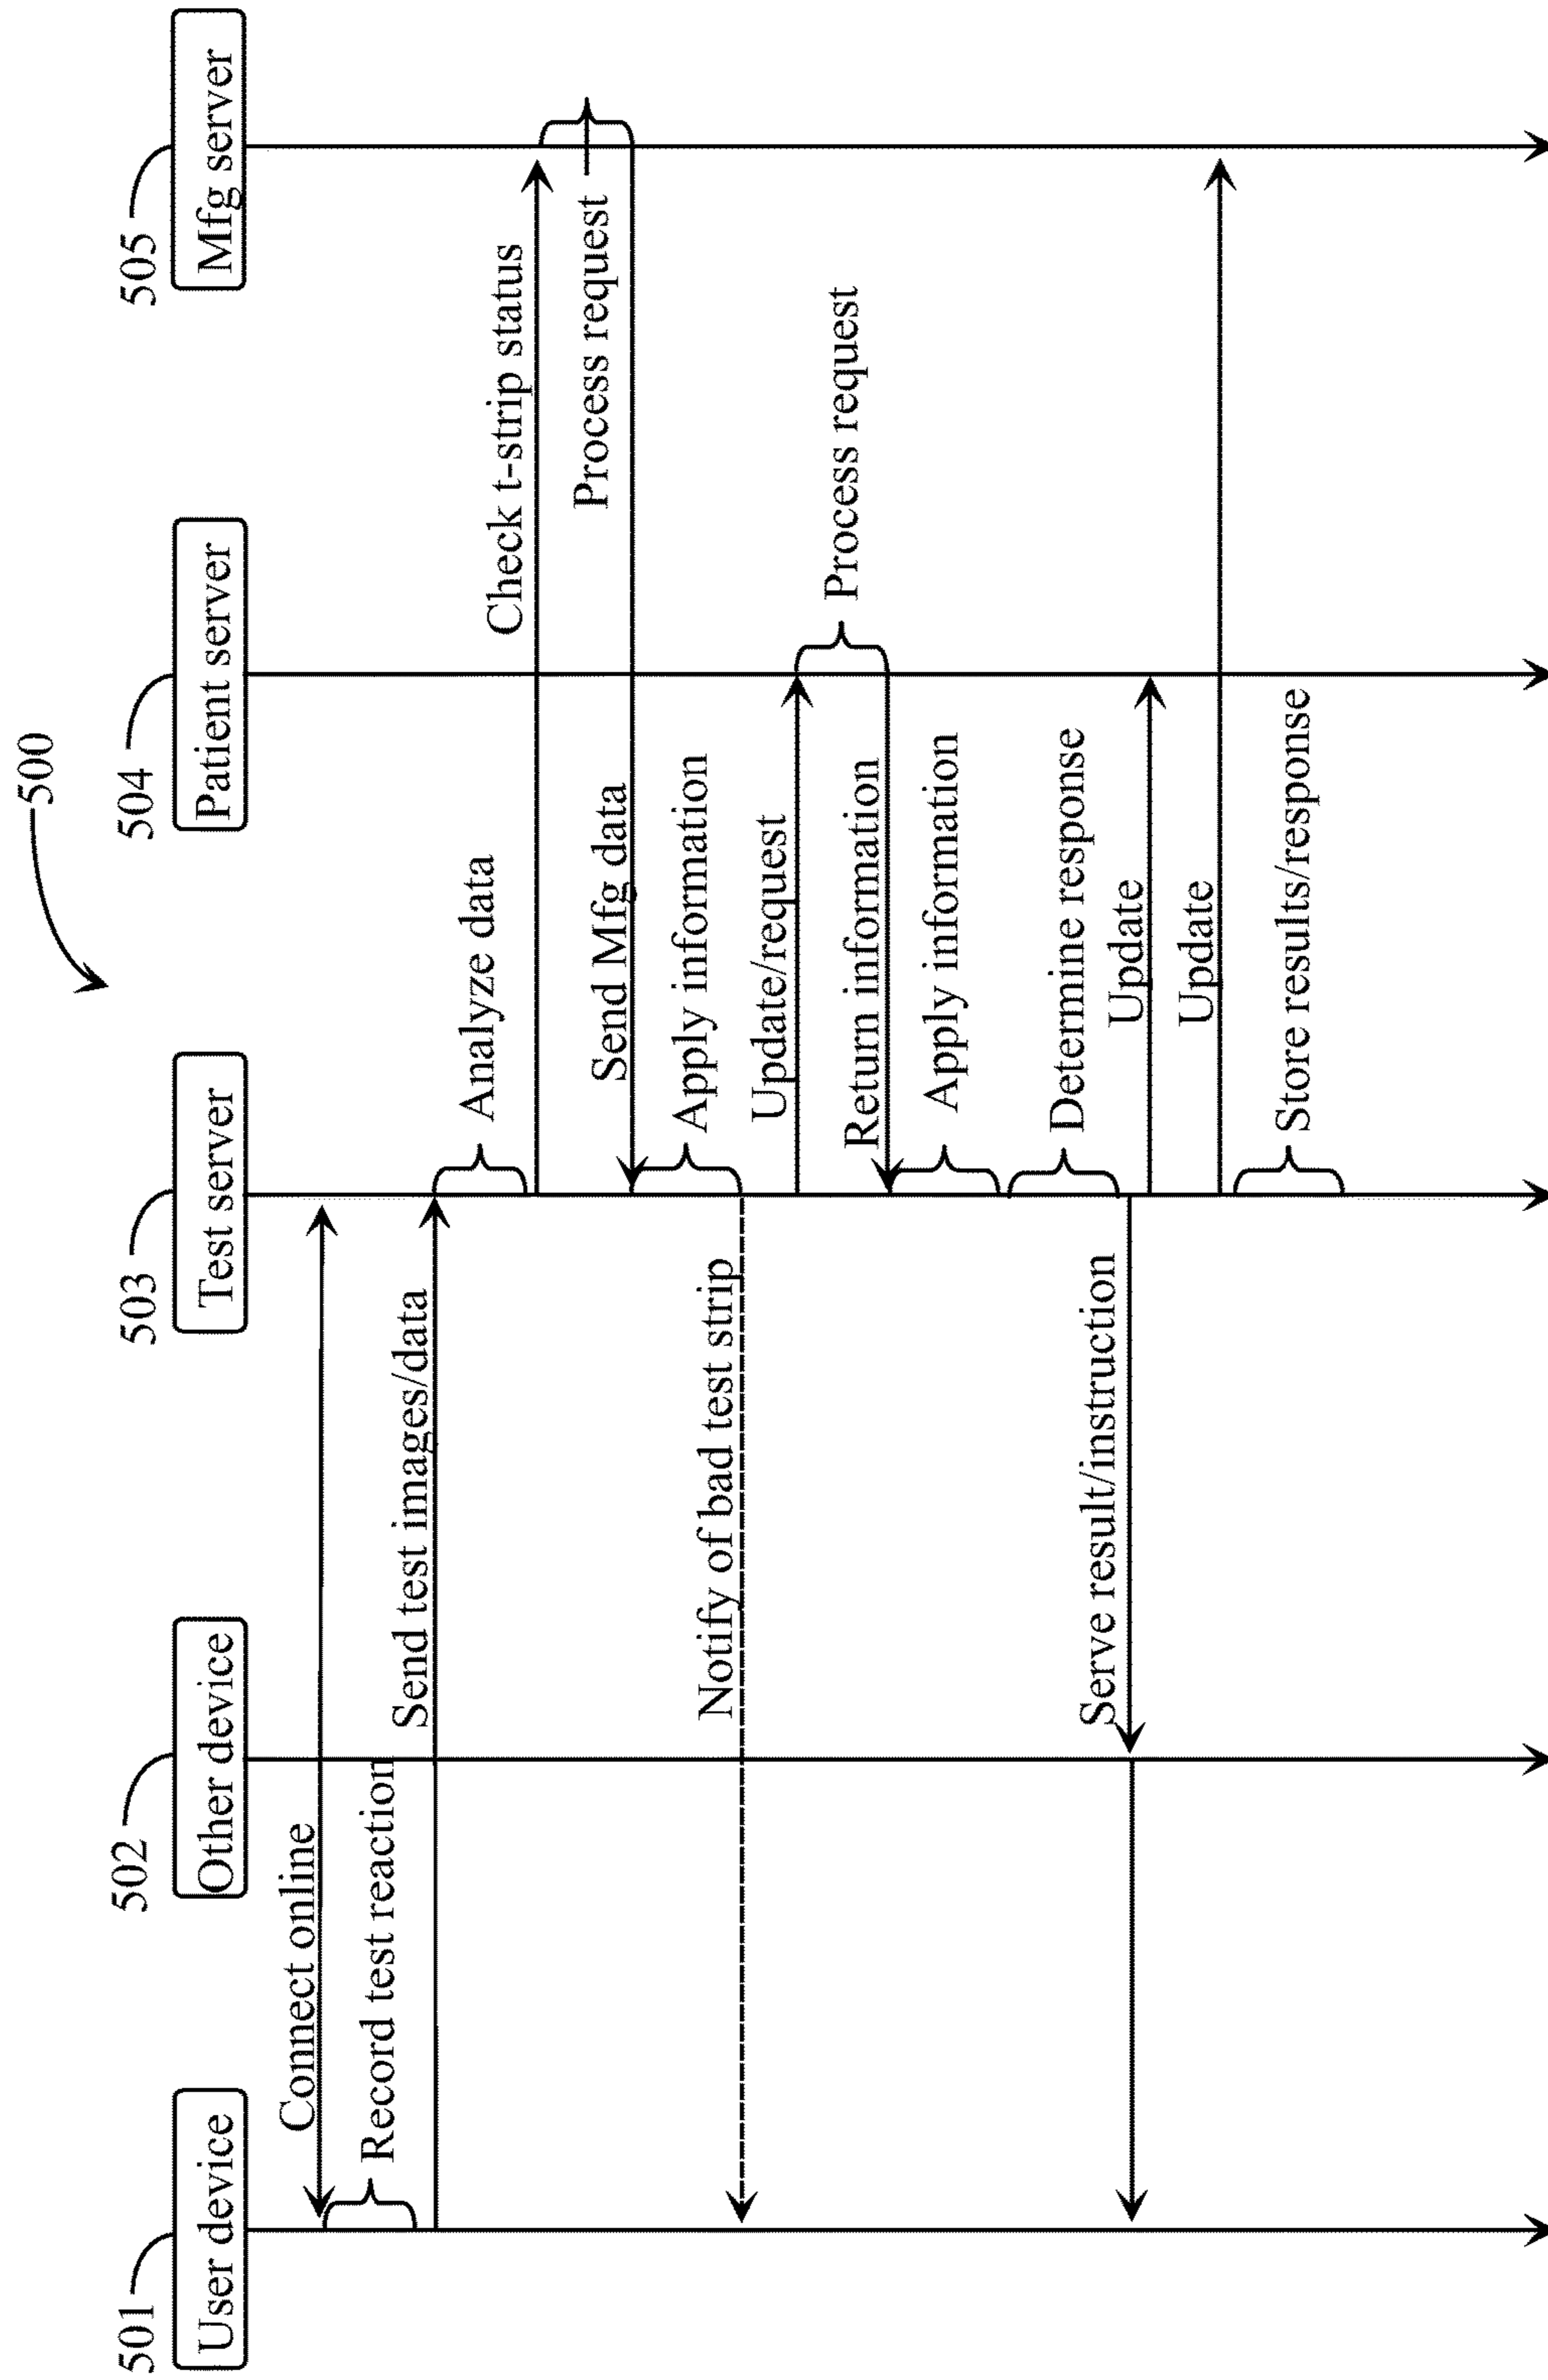 500
501
502
503
504
505
User device
Other device
Test server
Patient server
Mfg server
Connect online
Record test reaction
Send test images/data
Analyze data
Check t-strip status
Process request
Send Mfg data
Apply information
Notify of bad test strip
Update/request
Process request
Return information
Apply information
Determine response
Serve result/instruction
Update
Update
Store results/response